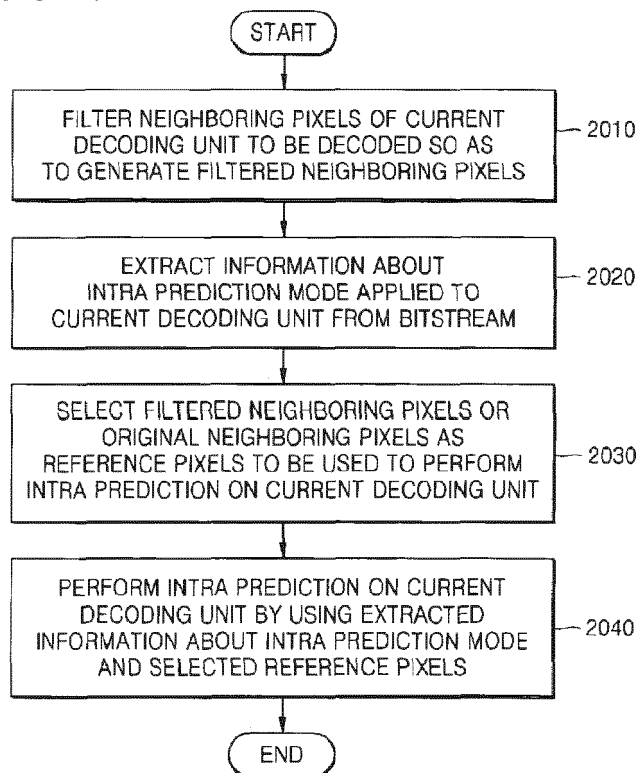 START
FILTER NEIGHBORING PIXELS OF CURRENT
DECODING UNIT TO BE DECODED SO AS
TO GENERATE FILTERED NEIGHBORING PIXELS
2010
EXTRACT INFORMATION ABOUT
INTRA PREDICTION MODE APPLIED TO
CURRENT DECODING UNIT FROM BITSTREAM
2020
SELECT FILTERED NEIGHBORING PIXELS OR
ORIGINAL NEIGHBORING PIXELS AS
REFERENCE PIXELS TO BE USED TO PERFORM
INTRA PREDICTION ON CURRENT DECODING UNIT
2030
PERFORM INTRA PREDICTION ON CURRENT
DECODING UNIT BY USING EXTRACTED
INFORMATION ABOUT INTRA PREDICTION MODE
AND SELECTED REFERENCE PIXELS
2040
END